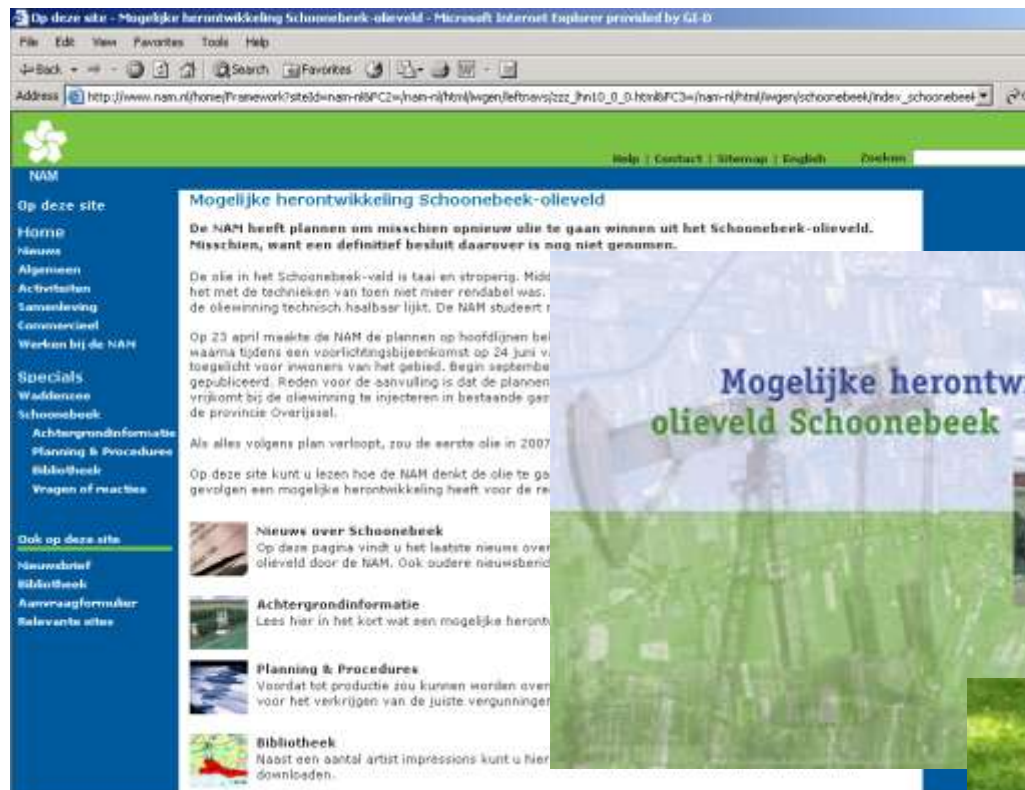 Op deze site - Mogelijke herontwikkeling Schoonebeek-olieveld - Microsoft Internet Explorer provided by GI-D
File Edit View Favorites Tools Help
Back Search Favorites
Address
Help | Contact | Sitemap | English Zoeken
NAM
Op deze site
Home
Nieuws
Algemeen
Activiteiten
Samenleving
Commercieel
Werken bij de NAM
Specials
Waddenzee
Schoonebeek
Achtergrondinformatie
Planning & Procedures
Bibliotheek
Vragen of reacties
Ook op deze site
Nieuwsbrief
Bibliotheek
Aanvraagformulier
Relevante sites
Mogelijke herontwikkeling Schoonebeek-olieveld
De NAM heeft plannen om misschien opnieuw olie te gaan winnen uit het Schoonebeek-olieveld.
Misschien, want een definitief besluit daarover is nog niet genomen.
De olie in het Schoonebeek-veld is taai en stroperig. Midd
het met de technieken van toen niet meer rendabel was.
de oliewinning technisch haalbaar lijkt. De NAM studeert
Op 23 april maakte de NAM de plannen op hoofdlijnen bel
waarna tijdens een voorlichtingsbijeenkomst op 24 juni v
toegelicht voor inwoners van het gebied. Begin septembe
gepubliceerd. Reden voor de aanvulling is dat de plannen
vrijkomt bij de oliewinning te injecteren in bestaande gas
de provincie Overijssel.
Als alles volgens plan verloopt, zou de eerste olie in 2007
Op deze site kunt u lezen hoe de NAM denkt de olie te ga
gevolgen een mogelijke herontwikkeling heeft voor de re
Nieuws over Schoonebeek
Op deze pagina vindt u het laatste nieuws over
olieveld door de NAM. Ook oudere nieuwsberich
Achtergrondinformatie
Lees hier in het kort wat een mogelijke heront
Planning & Procedures
Voordat tot productie zou kunnen worden over
voor het verkrijgen van de juiste vergunningen
Bibliotheek
Naast een aantal artist impressions kunt u hier
downloaden.
Mogelijke herontw
olieveld Schoonebeek